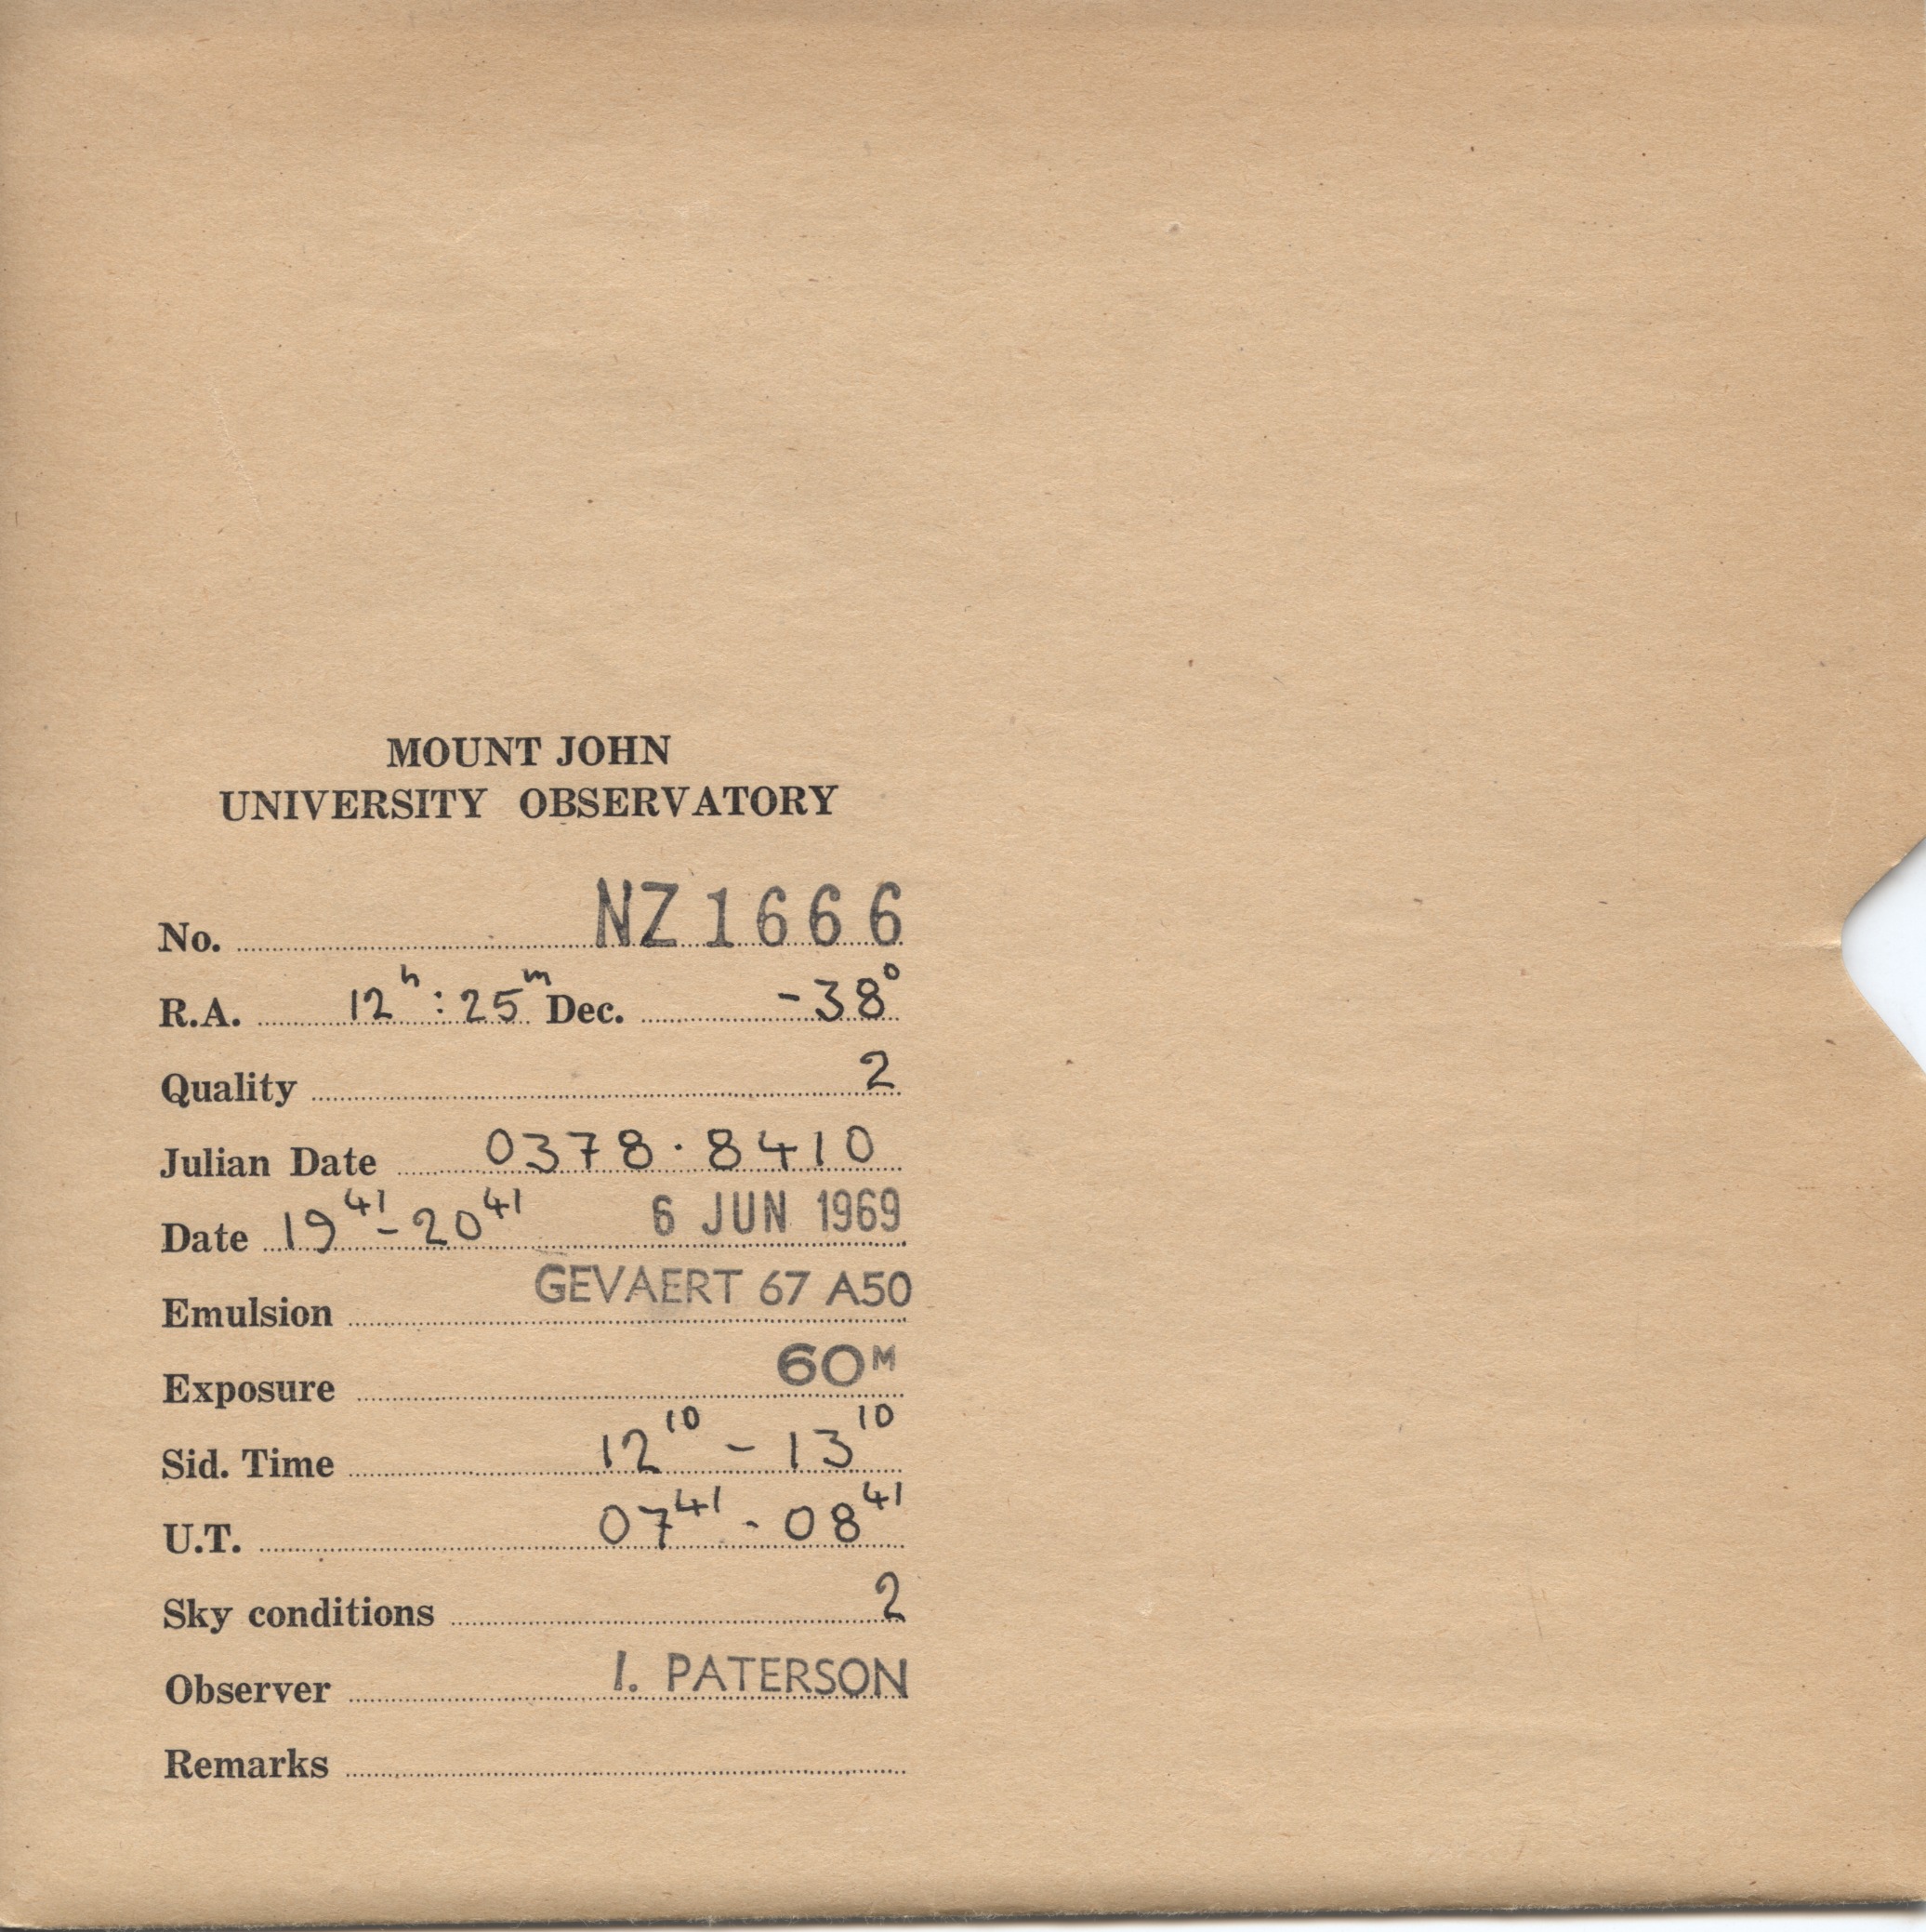 MOUNT JOHN
UNIVERSITY OBSERVATORY
No. NZ 1666
R.A. 12ʰ : 25ᵐ Dec. -38°
Quality 2
Julian Date 0378.8410
Date 19⁴¹ - 20⁴¹ 6 JUN 1969
Emulsion GEVAERT 67 A50
Exposure 60ᴹ
Sid. Time 12¹⁰ - 13¹⁰
U.T. 07⁴¹ - 08⁴¹
Sky conditions 2
Observer I. PATERSON
Remarks